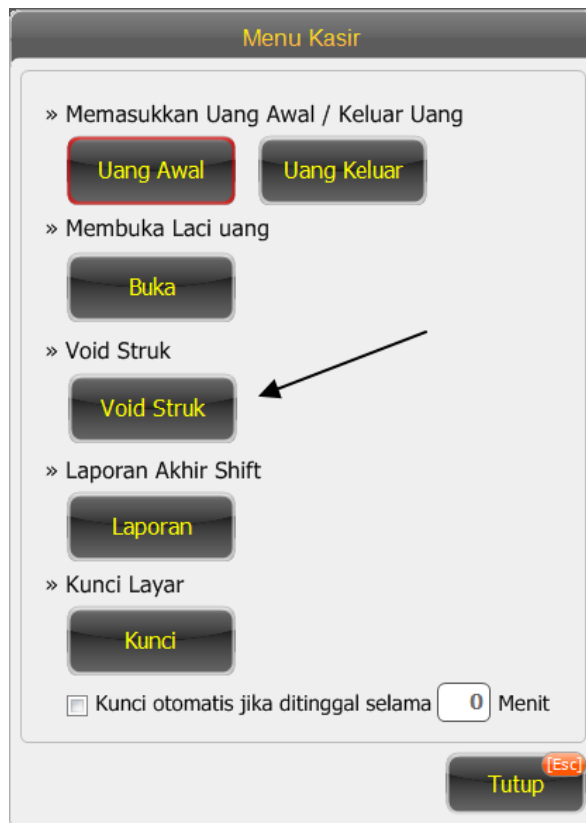 Menu Kasir
» Memasukkan Uang Awal / Keluar Uang
Uang Awal Uang Keluar
» Membuka Laci uang
Buka
» Void Struk
Void Struk
» Laporan Akhir Shift
Laporan
» Kunci Layar
Kunci
Kunci otomatis jika ditinggal selama 0 Menit
[Esc]
Tutup